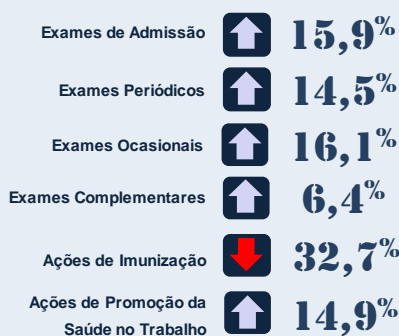 Exames de Admissão 15,9%
Exames Periódicos 14,5%
Exames Ocasionais 16,1%
Exames Complementares 6,4%
Ações de Imunização 32,7%
Ações de Promoção da
Saúde no Trabalho 14,9%